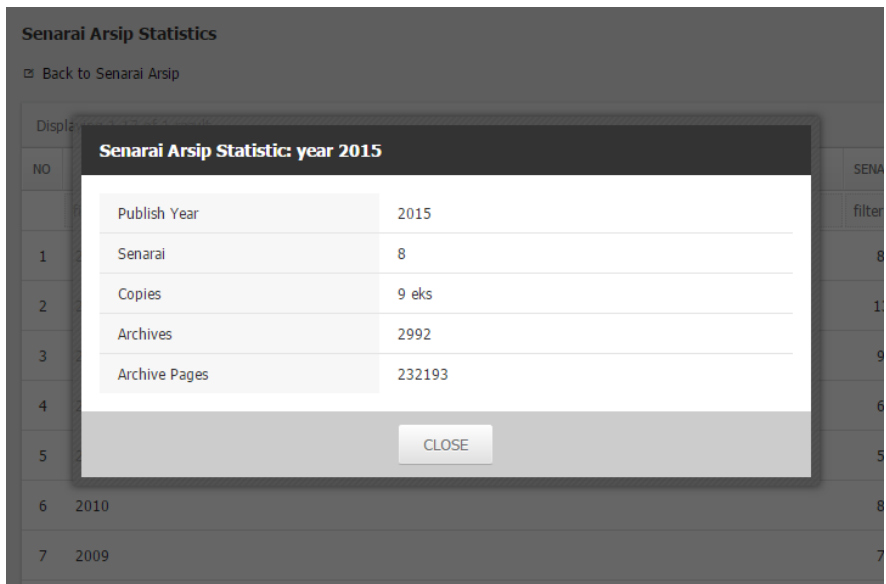 Senarai Arsip Statistics
Back to Senarai Arsip
Senarai Arsip Statistic: year 2015
NO
Publish Year 2015
filter
Senarai 8
1 8
Copies 9 eks
2
Archives 2992
3 9
Archive Pages 232193
4 6
CLOSE
5 5
6 2010 8
7 2009 7